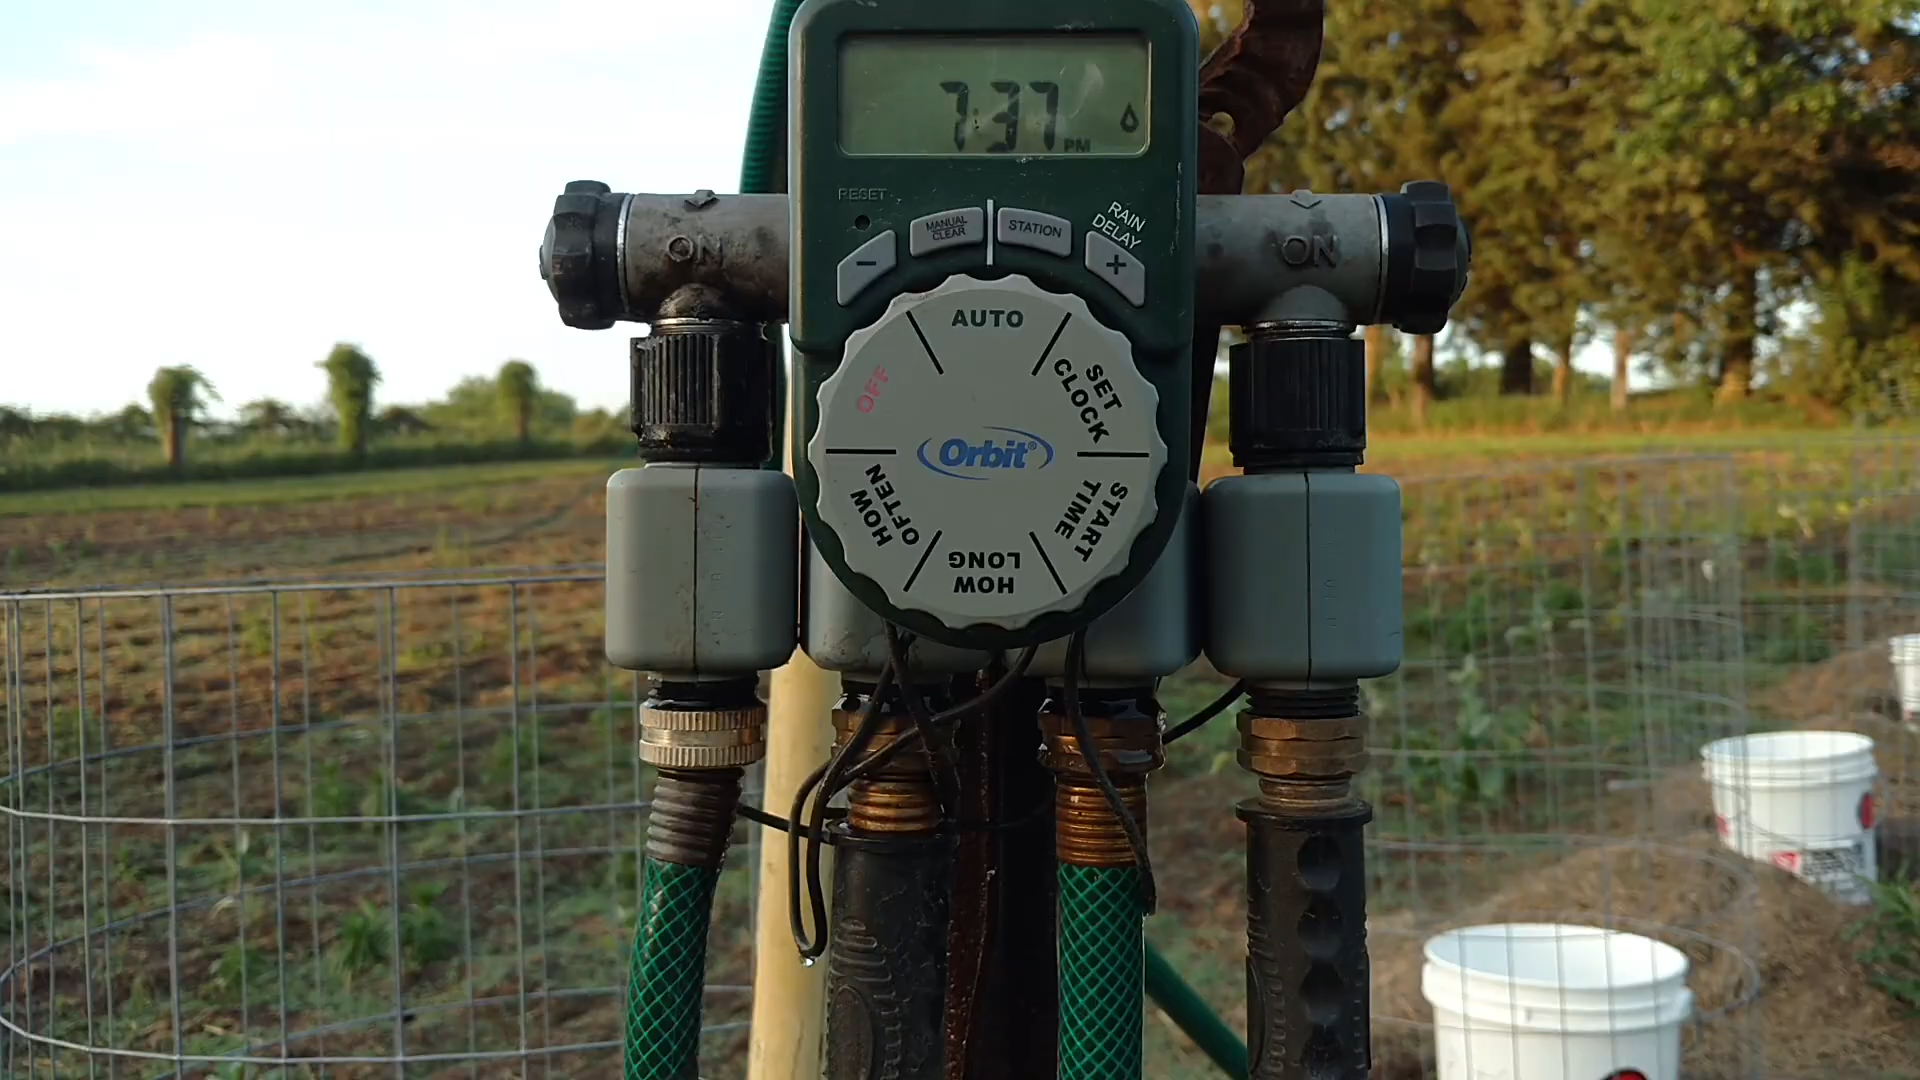 7:37 PM
RESET
MANUAL
CLEAR
STATION
RAIN
DELAY
-
+
ON
ON
AUTO
OFF
SET
CLOCK
Orbit®
HOW
OFTEN
START
TIME
HOW
LONG